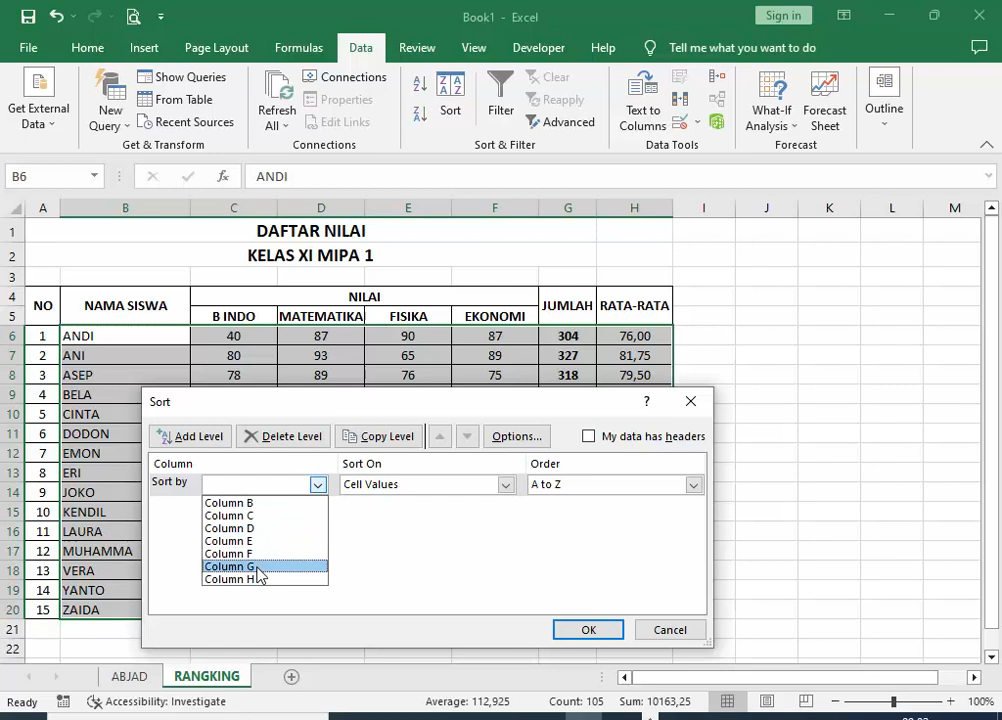 Book1 - Excel
Sign in
File Home Insert Page Layout Formulas Data Review View Developer Help Tell me what you want to do
Get External Data
New Query
Show Queries
From Table
Recent Sources
Get & Transform
Refresh All
Connections
Properties
Edit Links
Connections
Sort
Filter
Clear
Reapply
Advanced
Sort & Filter
Text to Columns
Data Tools
What-If Analysis
Forecast Sheet
Forecast
Outline
B6 fx ANDI
A B C D E F G H I J K L M
1 DAFTAR NILAI
2 KELAS XI MIPA 1
3
4 NO NAMA SISWA NILAI JUMLAH RATA-RATA
5 B INDO MATEMATIKA FISIKA EKONOMI
6 1 ANDI 40 87 90 87 304 76,00
7 2 ANI 80 93 65 89 327 81,75
8 3 ASEP 78 89 76 75 318 79,50
9 4 BELA
10 5 CINTA
11 6 DODON
12 7 EMON
13 8 ERI
14 9 JOKO
15 10 KENDIL
16 11 LAURA
17 12 MUHAMMA
18 13 VERA
19 14 YANTO
20 15 ZAIDA
21
22
Sort ?
Add Level Delete Level Copy Level Options... My data has headers
Column Sort On Order
Sort by Cell Values A to Z
Column B
Column C
Column D
Column E
Column F
Column G
Column H
OK Cancel
ABJAD RANGKING
Ready Accessibility: Investigate Average: 112,925 Count: 105 Sum: 10163,25 100%